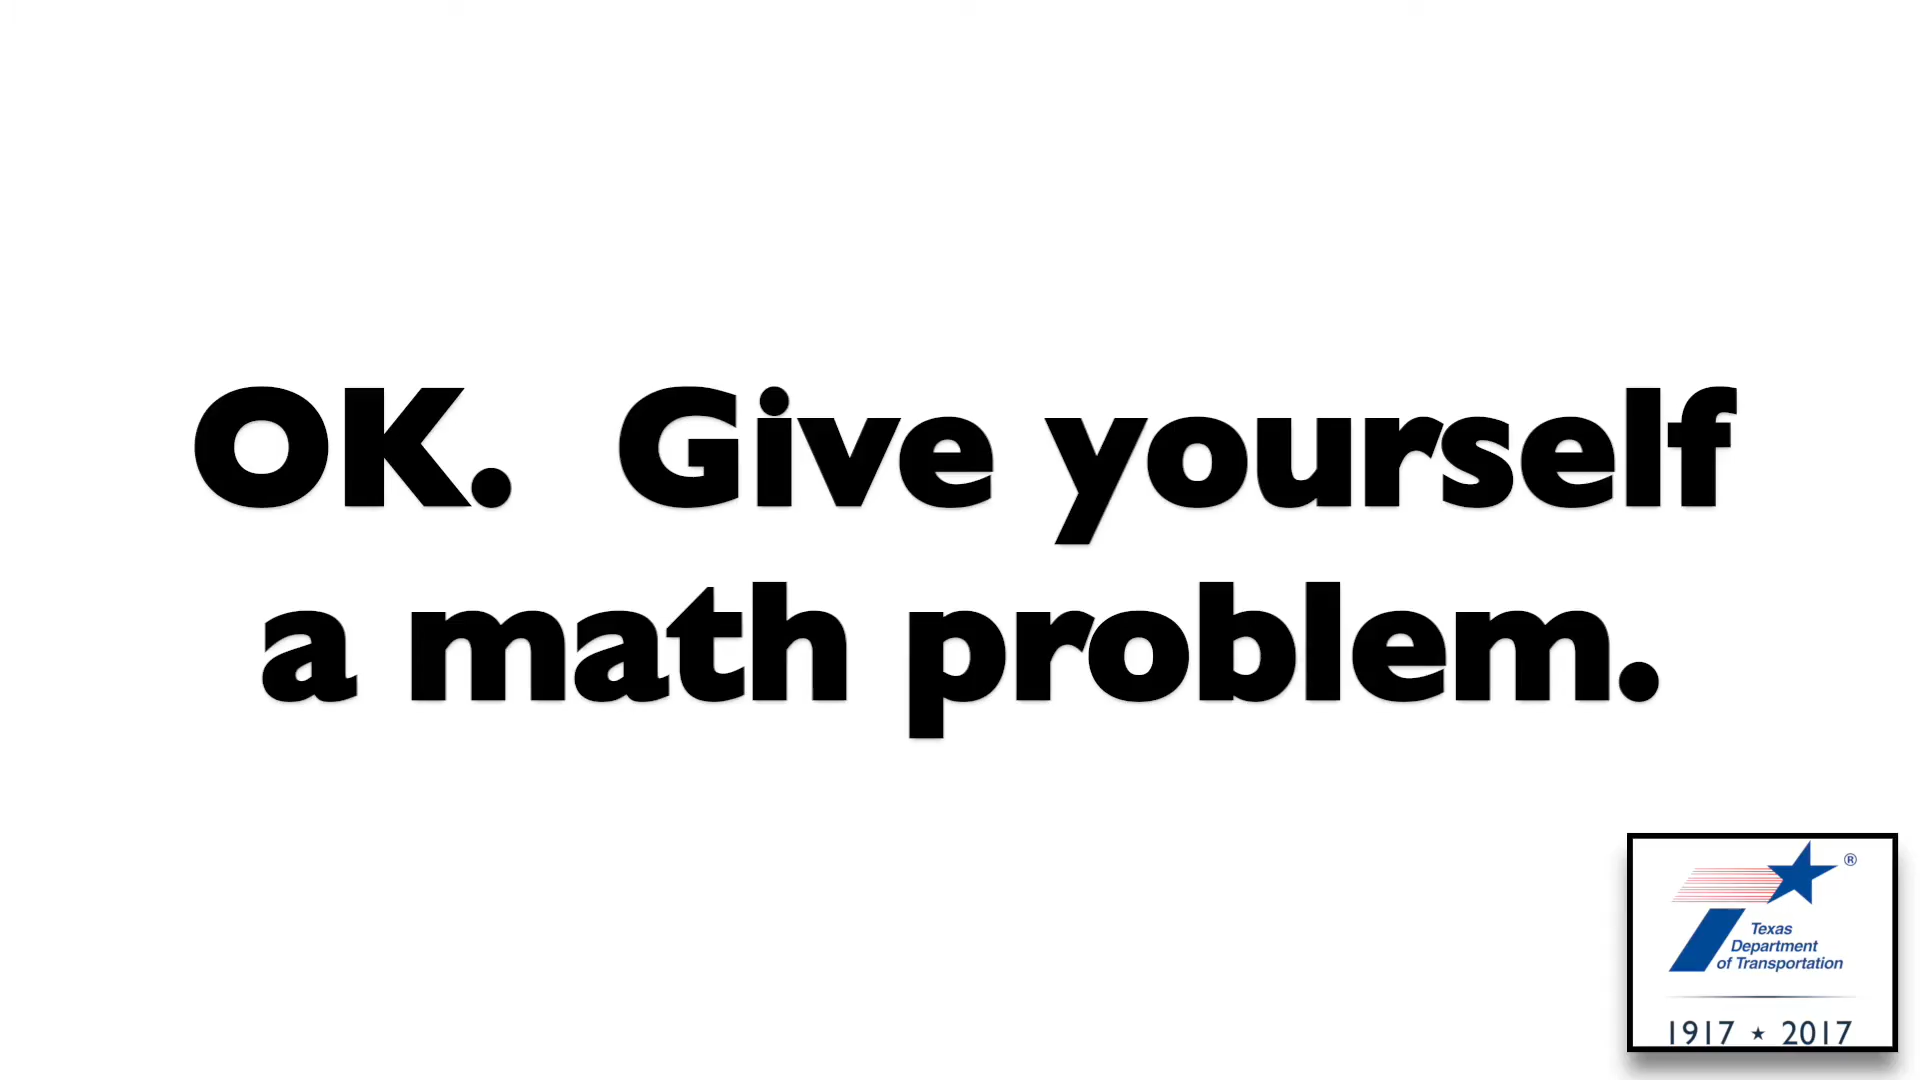 OK.  Give yourself
a math problem.
®
Texas
Department
of Transportation
1917 ★ 2017